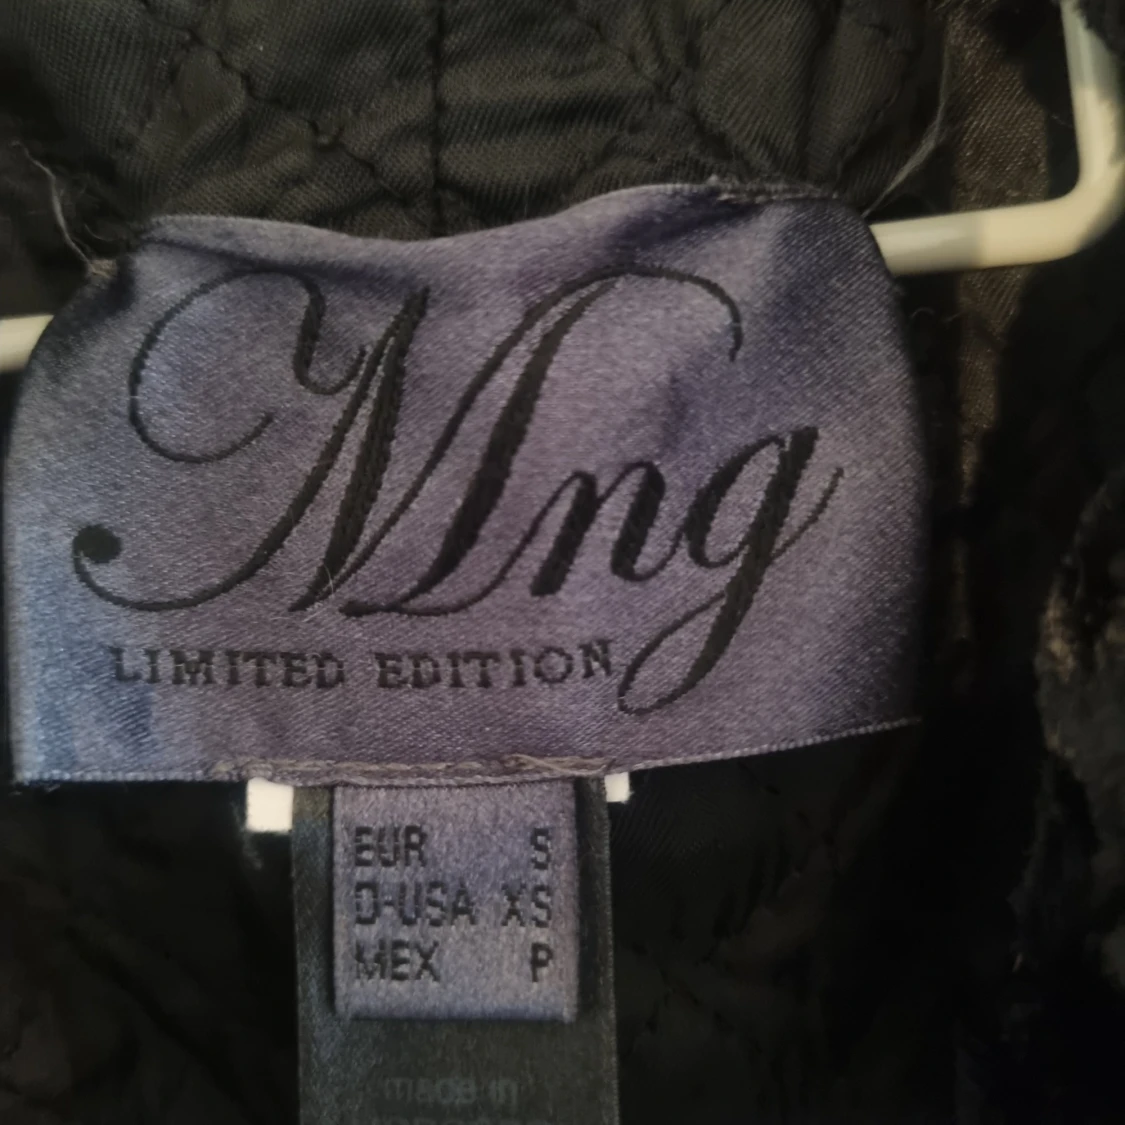 Mng
LIMITED EDITION
EUR S
D-USA XS
MEX P
made in